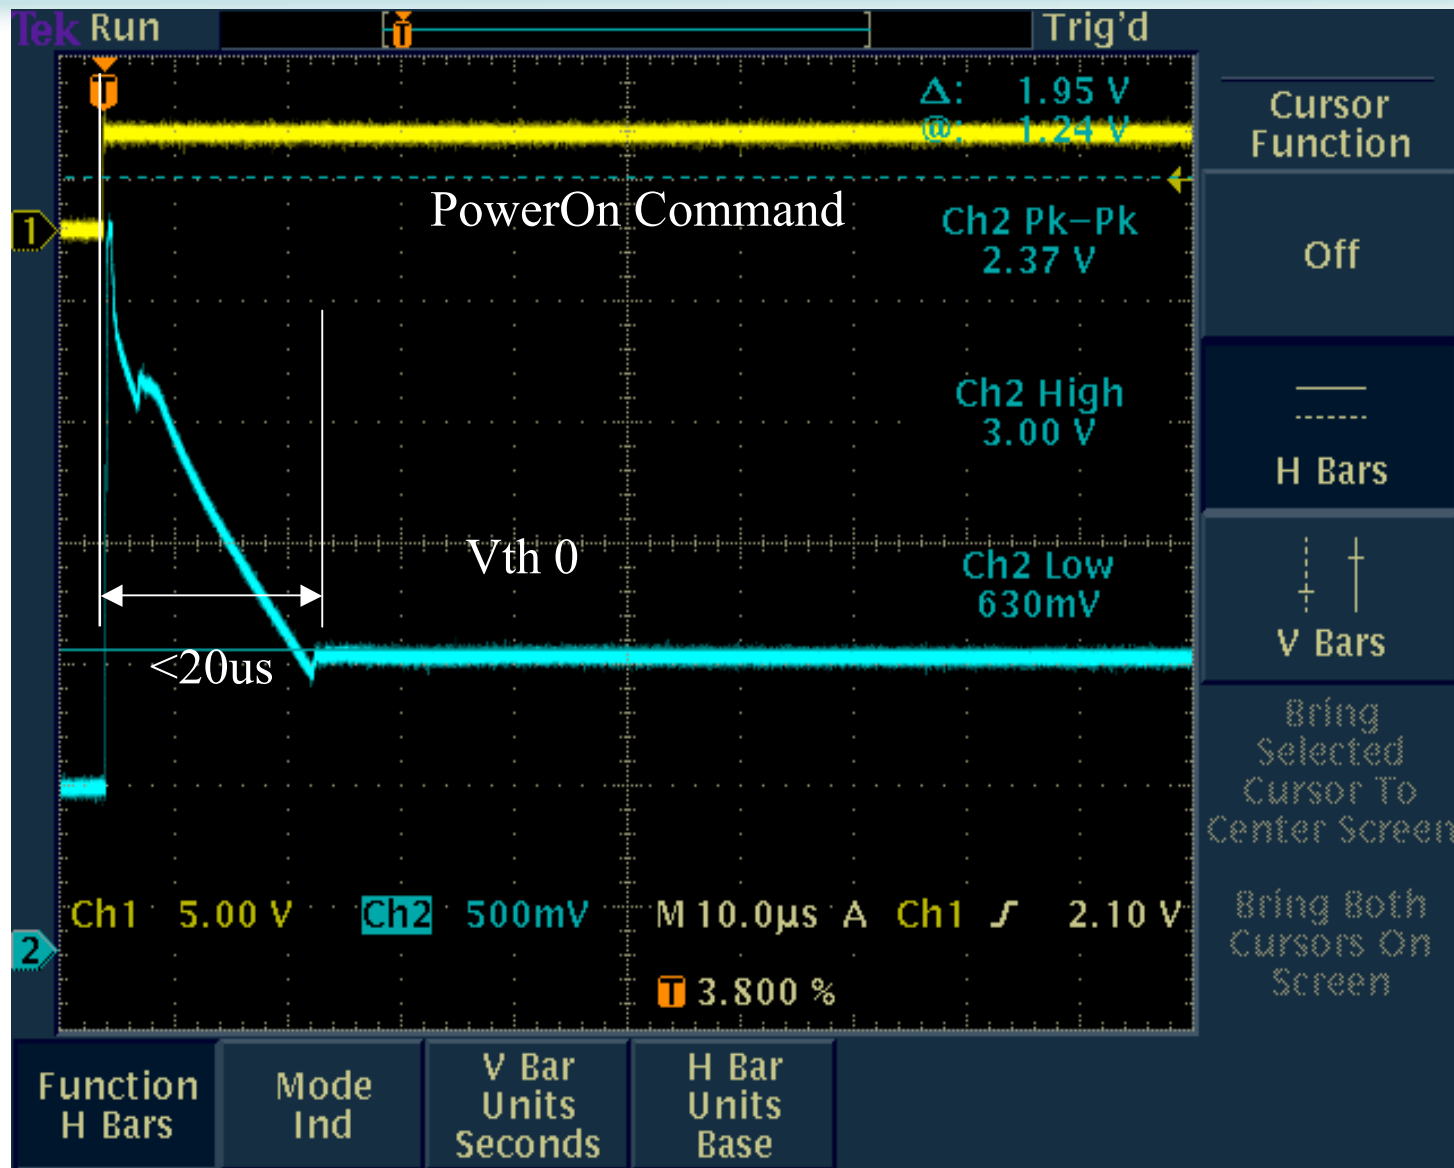 Tek Run
Trig'd
T
T
Δ: 1.95 V
@: 1.24 V
PowerOn Command
1
Ch2 Pk-Pk
2.37 V
Ch2 High
3.00 V
Vth 0
Ch2 Low
630mV
<20us
Ch1 5.00 V Ch2 500mV M 10.0µs A Ch1 2.10 V
2
T 3.800 %
Cursor
Function
Off
H Bars
V Bars
Bring
Selected
Cursor To
Center Screen
Bring Both
Cursors On
Screen
Function
H Bars
Mode
Ind
V Bar
Units
Seconds
H Bar
Units
Base